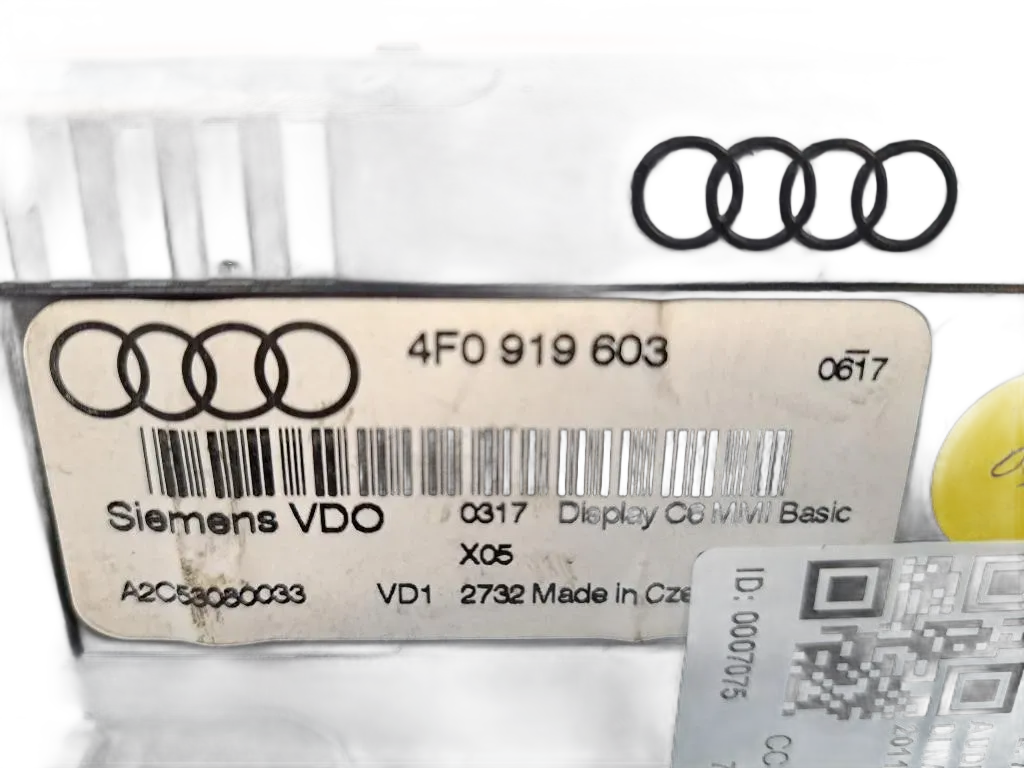 4F0 919 603
0617
Siemens VDO 0317 Display C6 MMI Basic
X05
A2C53080033 VD1 2732 Made in Cze
ID: 0007075